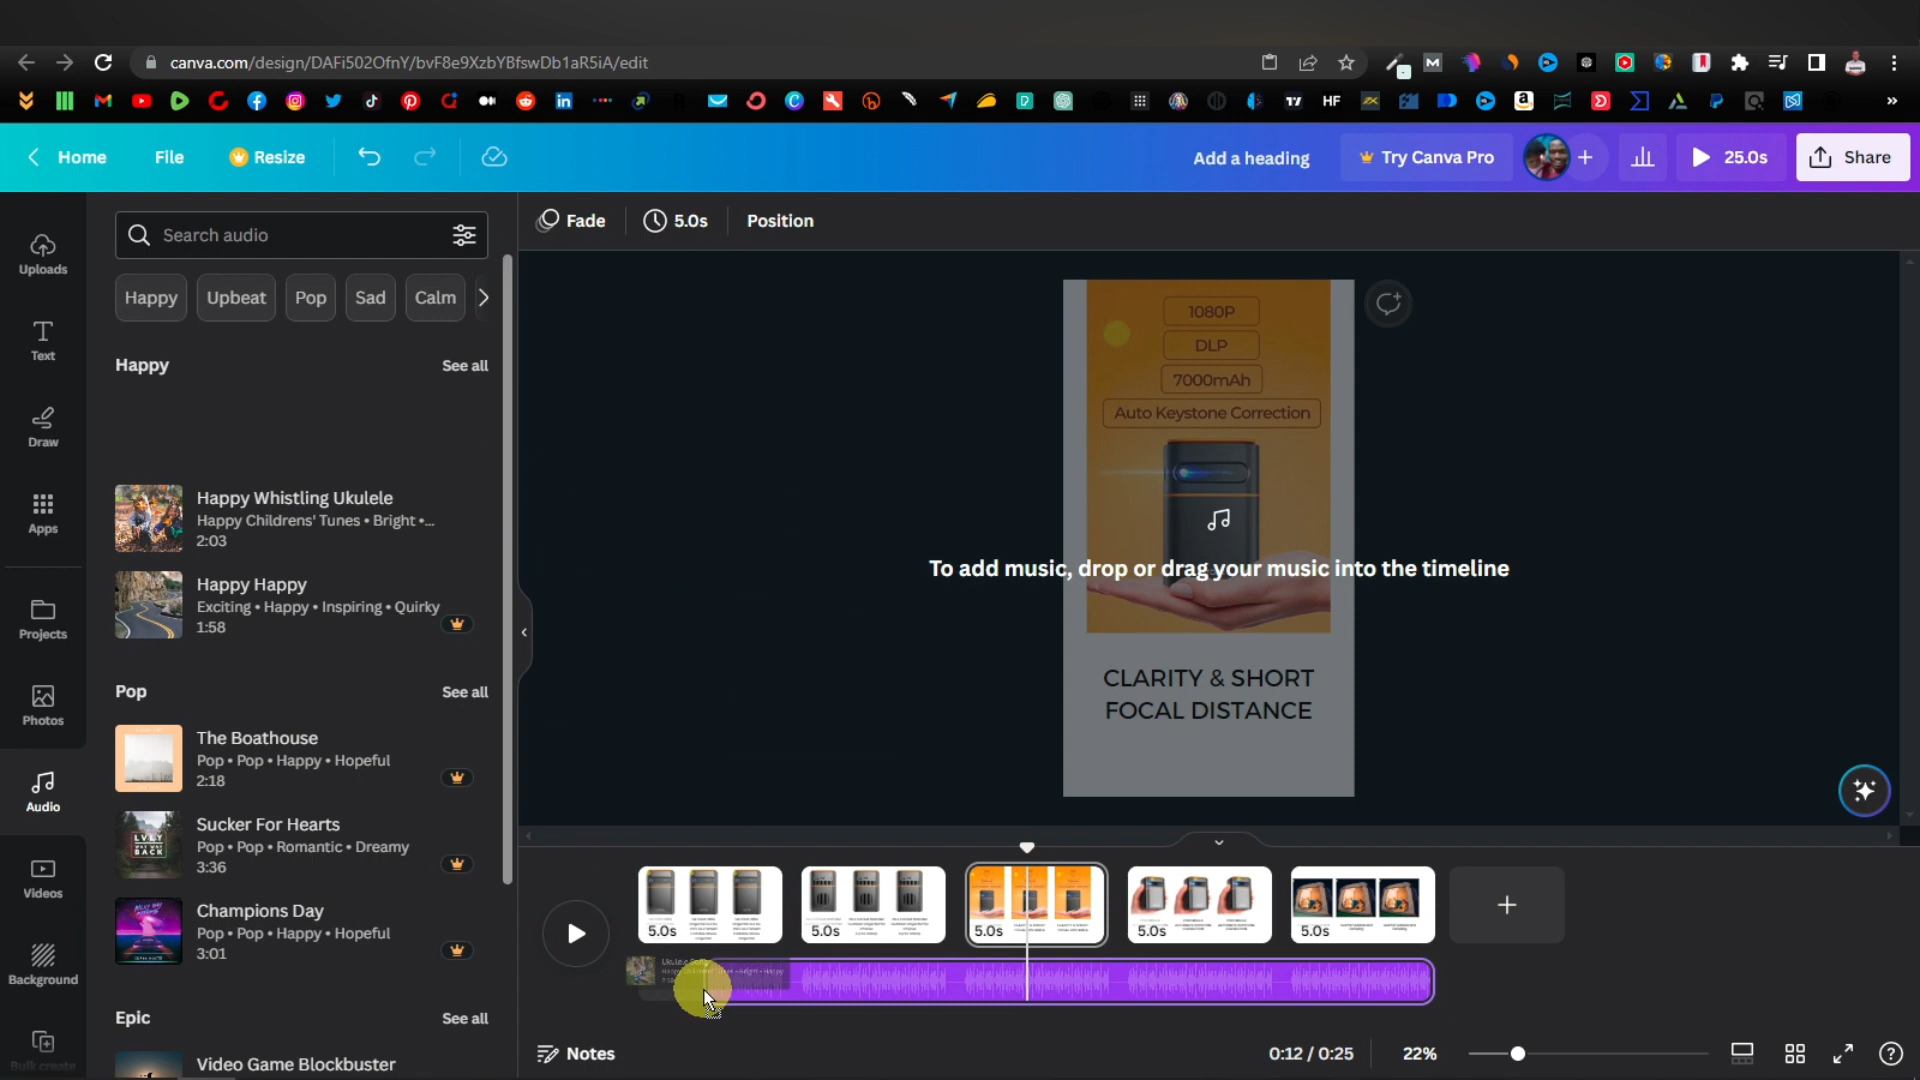 canva.com/design/DAFi502OfnY/bvF8e9XzbYBfswDb1aR5iA/edit
Home
File
Resize
Add a heading
Try Canva Pro
25.0s
Share
Uploads
Text
Draw
Apps
Projects
Photos
Audio
Videos
Background
Bulk create
Search audio
Happy
Upbeat
Pop
Sad
Calm
Happy
See all
Happy Whistling Ukulele
Happy Childrens' Tunes • Bright •...
2:03
Happy Happy
Exciting • Happy • Inspiring • Quirky
1:58
Pop
See all
The Boathouse
Pop • Pop • Happy • Hopeful
2:18
Sucker For Hearts
Pop • Pop • Romantic • Dreamy
3:36
Champions Day
Pop • Pop • Happy • Hopeful
3:01
Epic
See all
Video Game Blockbuster
Fade
5.0s
Position
1080P
DLP
7000mAh
Auto Keystone Correction
To add music, drop or drag your music into the timeline
CLARITY & SHORT
FOCAL DISTANCE
5.0s
5.0s
5.0s
5.0s
5.0s
Notes
0:12 / 0:25
22%